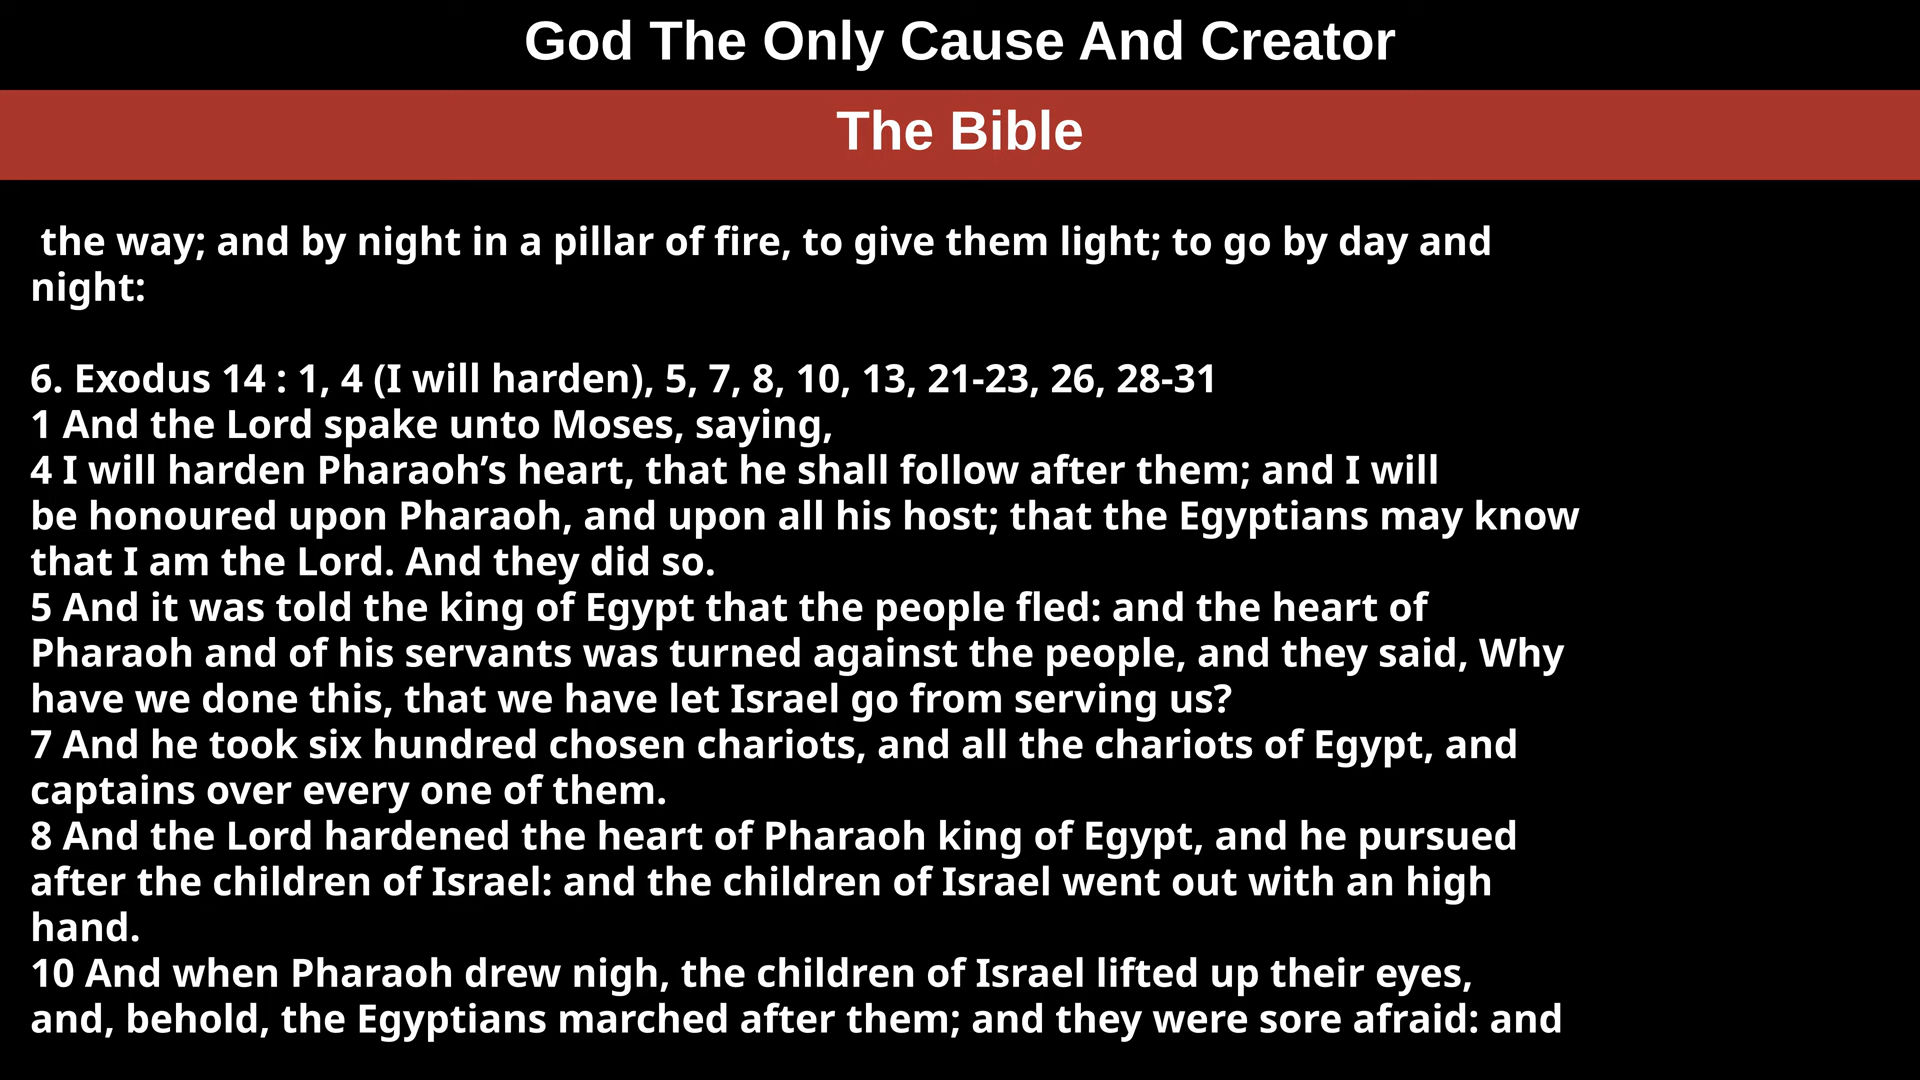 God The Only Cause And Creator
The Bible
the way; and by night in a pillar of fire, to give them light; to go by day and
night:
6. Exodus 14 : 1, 4 (I will harden), 5, 7, 8, 10, 13, 21-23, 26, 28-31
1 And the Lord spake unto Moses, saying,
4 I will harden Pharaoh’s heart, that he shall follow after them; and I will
be honoured upon Pharaoh, and upon all his host; that the Egyptians may know
that I am the Lord. And they did so.
5 And it was told the king of Egypt that the people fled: and the heart of
Pharaoh and of his servants was turned against the people, and they said, Why
have we done this, that we have let Israel go from serving us?
7 And he took six hundred chosen chariots, and all the chariots of Egypt, and
captains over every one of them.
8 And the Lord hardened the heart of Pharaoh king of Egypt, and he pursued
after the children of Israel: and the children of Israel went out with an high
hand.
10 And when Pharaoh drew nigh, the children of Israel lifted up their eyes,
and, behold, the Egyptians marched after them; and they were sore afraid: and